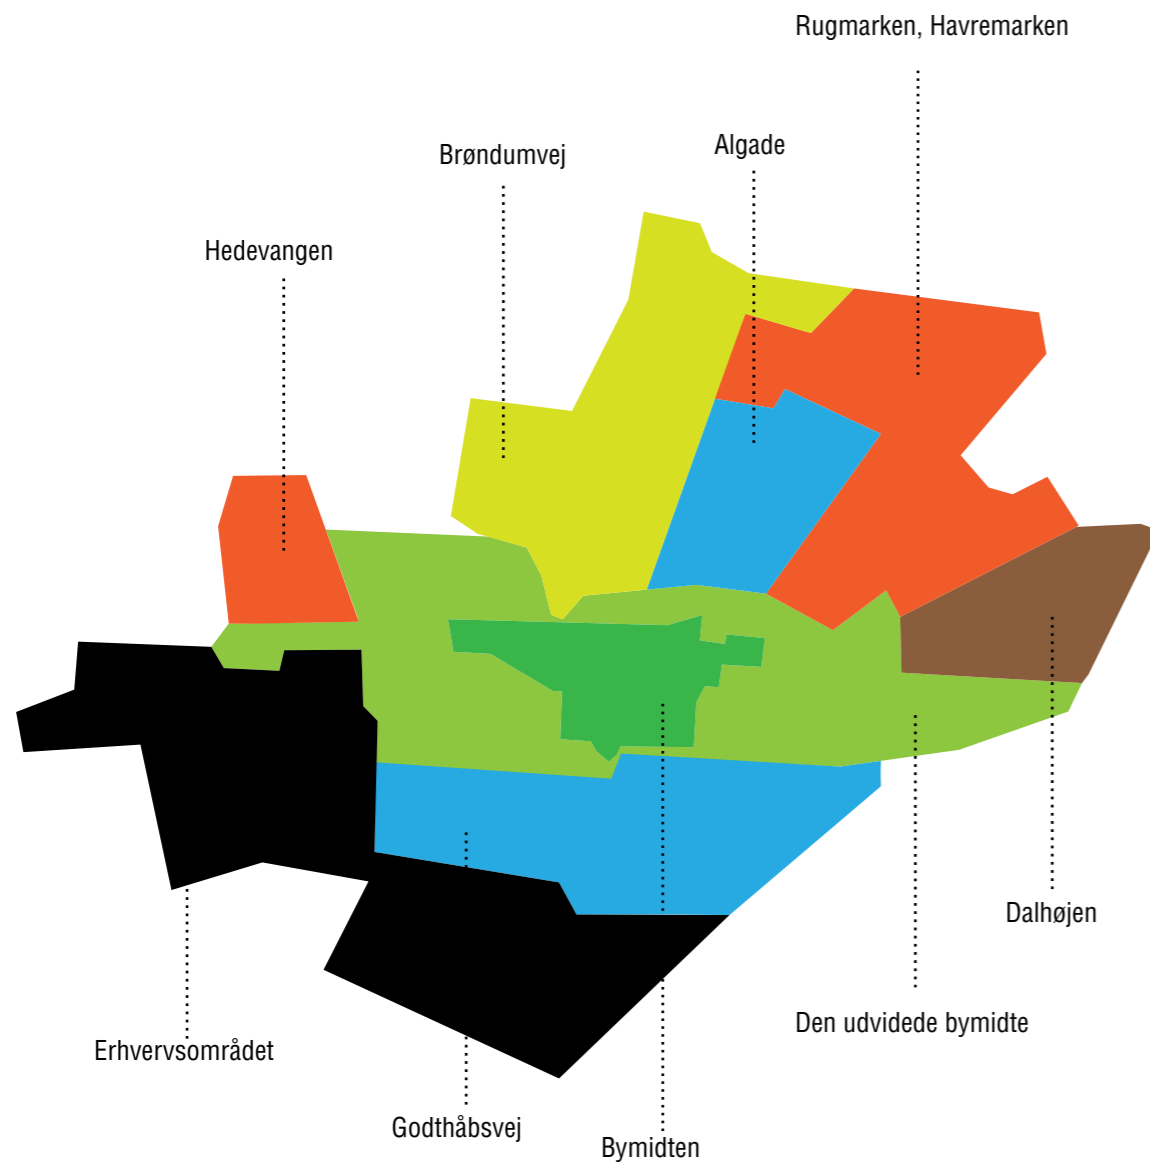 Rugmarken, Havremarken
Algade
Brøndumvej
Hedevangen
Dalhøjen
Den udvidede bymidte
Erhvervsområdet
Godthåbsvej
Bymidten